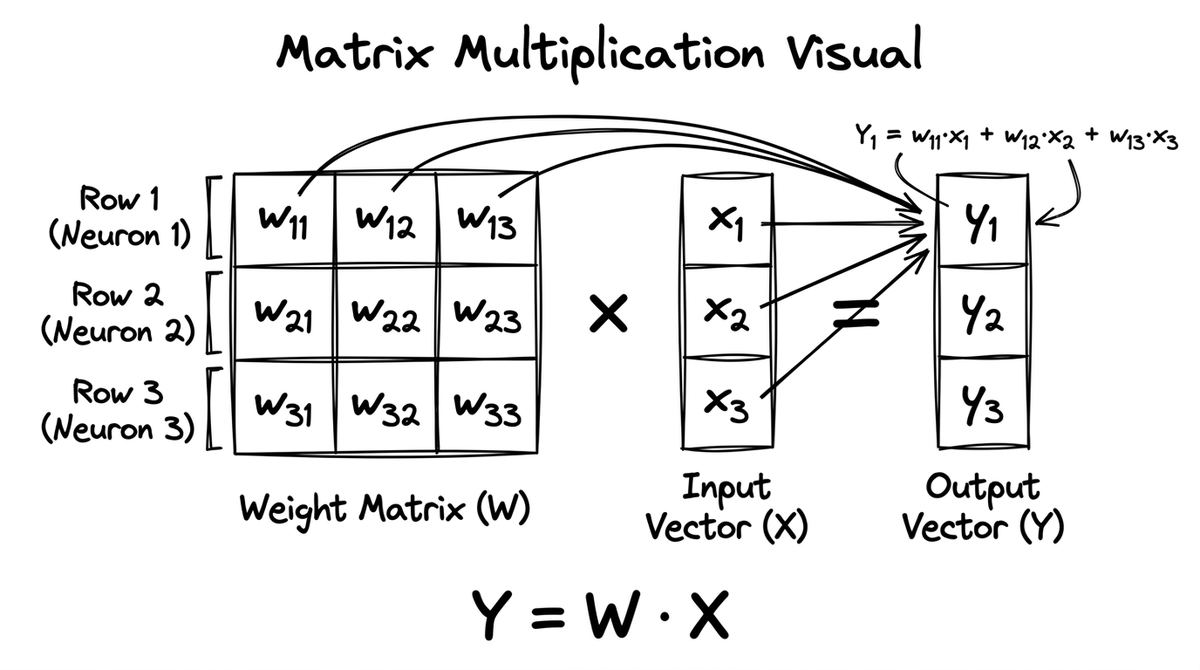 Matrix Multiplication Visual
Y₁ = w₁₁·x₁ + w₁₂·x₂ + w₁₃·x₃
Row 1
(Neuron 1)
w₁₁ w₁₂ w₁₃
x₁
y₁
Row 2
(Neuron 2)
w₂₁ w₂₂ w₂₃
×
x₂
=
y₂
Row 3
(Neuron 3)
w₃₁ w₃₂ w₃₃
x₃
y₃
Weight Matrix (W)
Input
Vector (X)
Output
Vector (Y)
Y = W · X